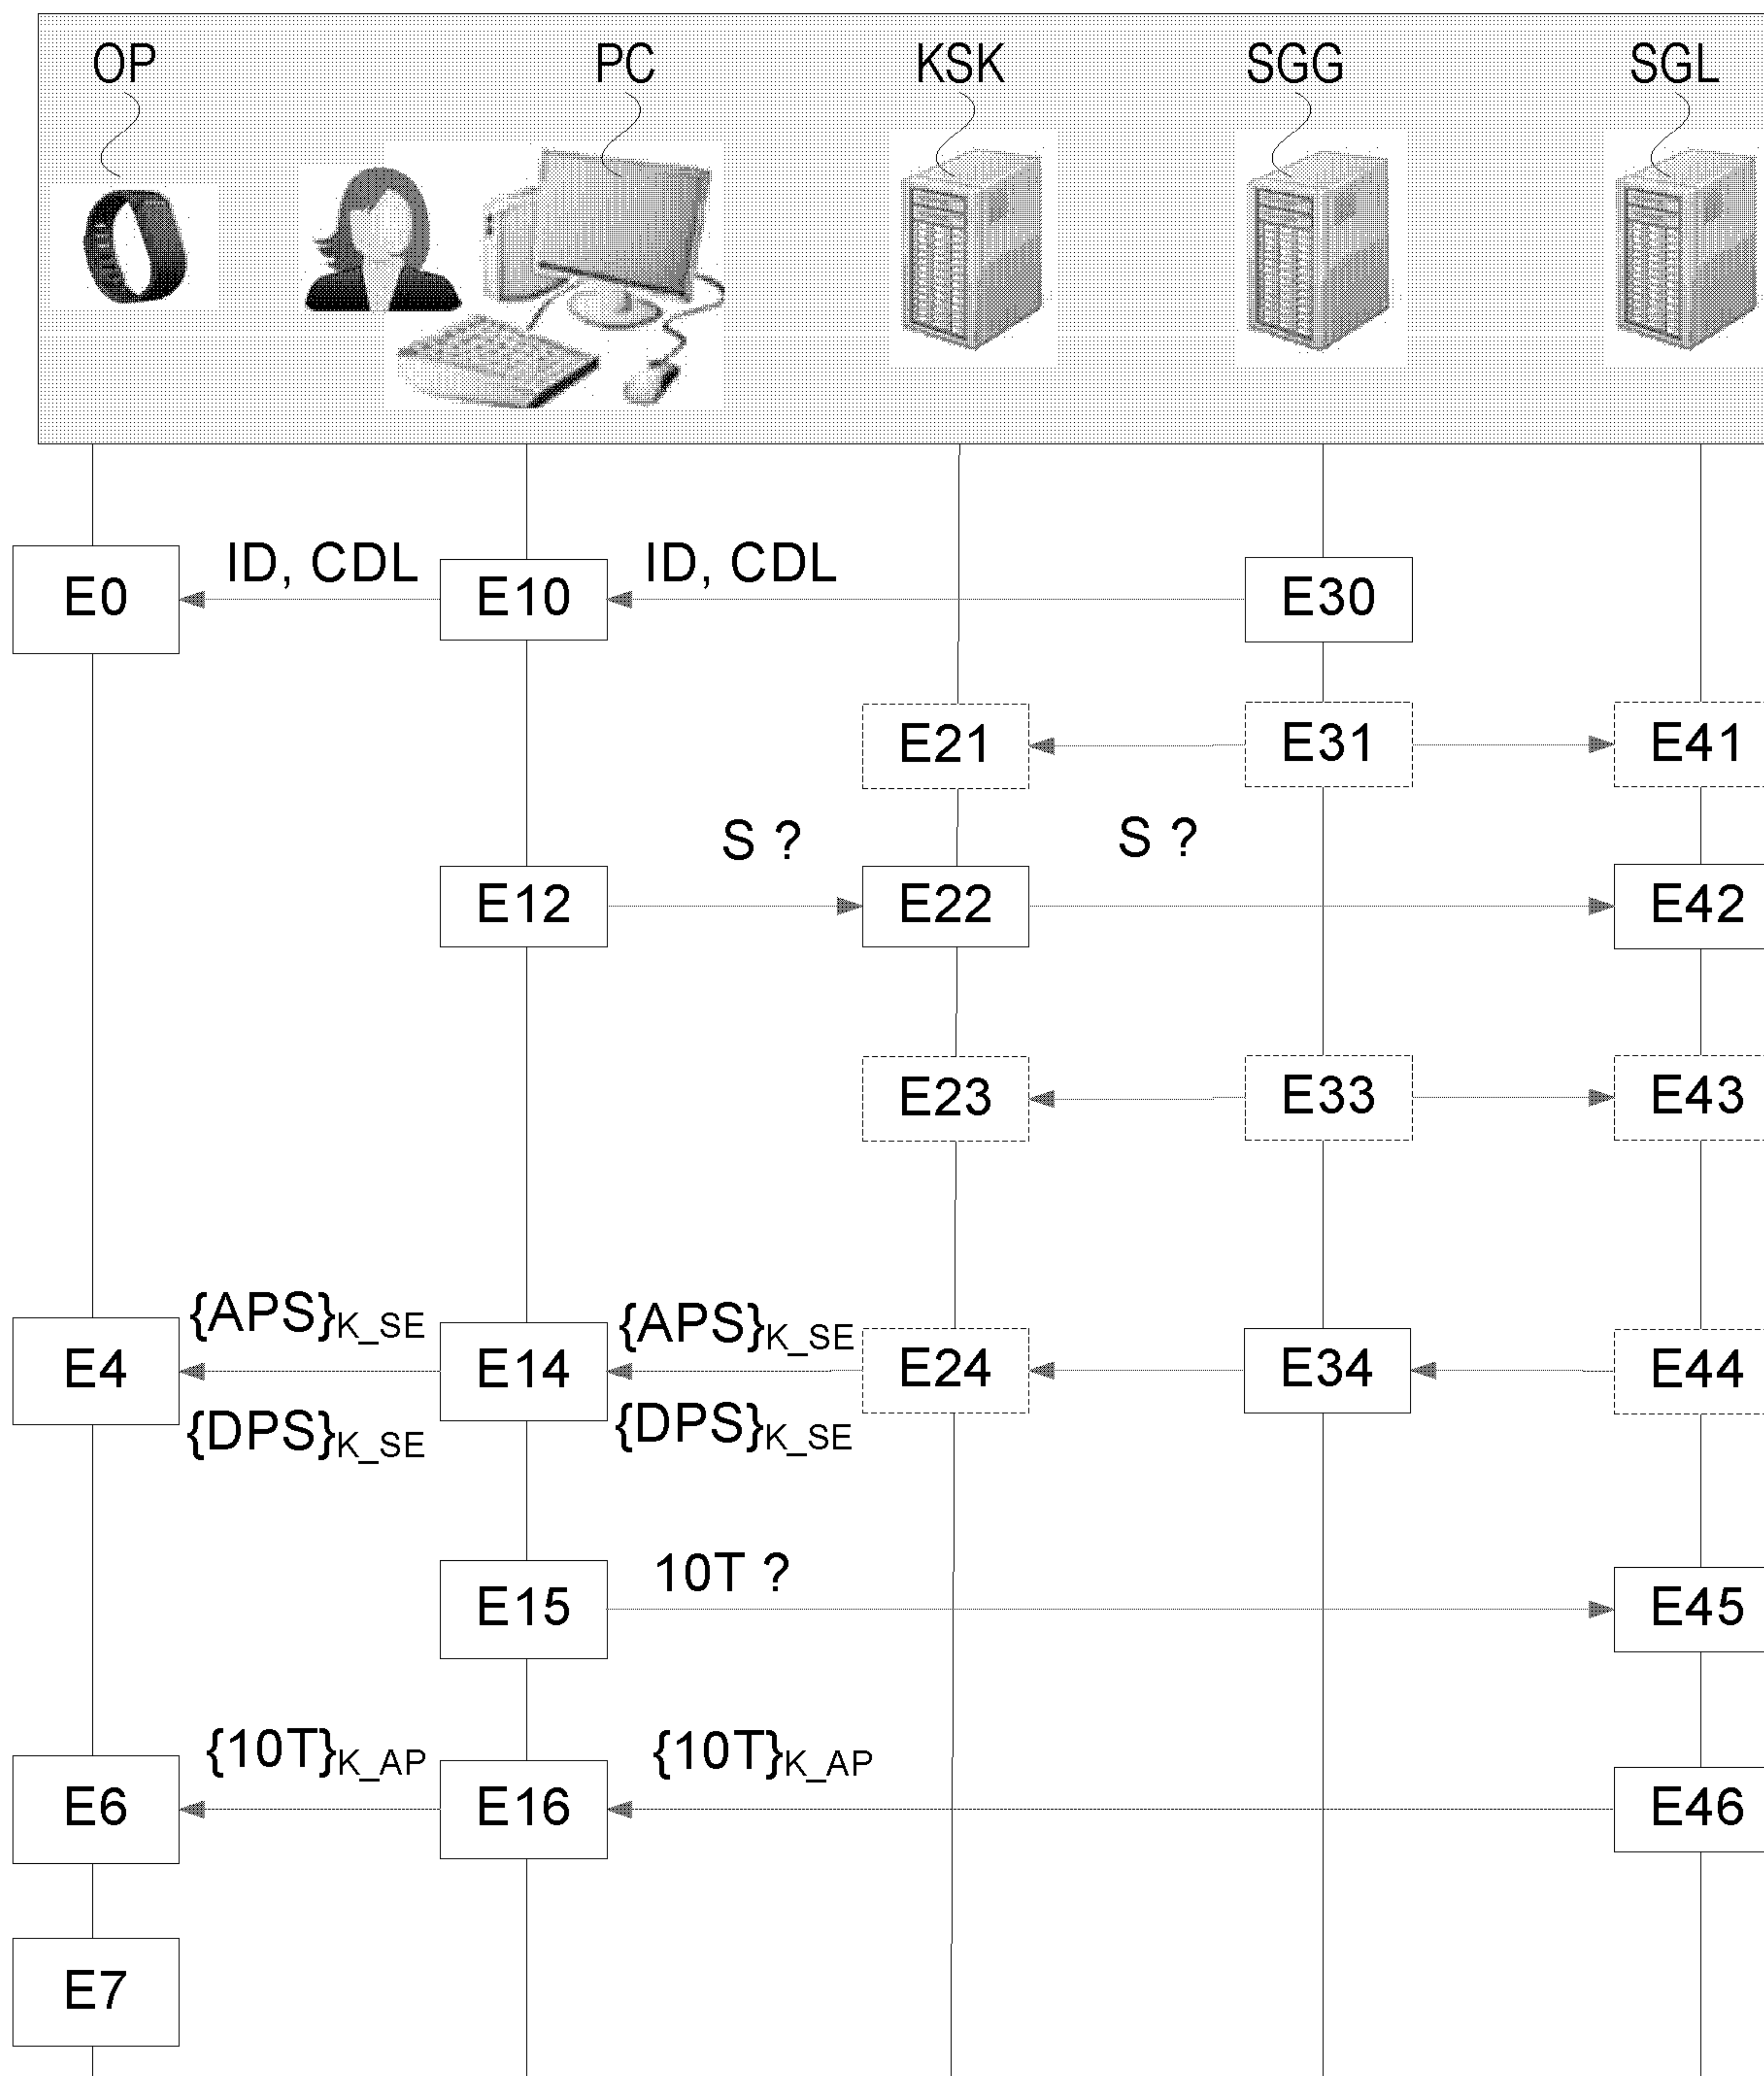 OP PC KSK SGG SGL
ID, CDL ID, CDL
E0 E10 E30
E21 E31 E41
S ? S ?
E12 E22 E42
E23 E33 E43
{APS}K_SE {APS}K_SE
E4 E14 E24 E34 E44
{DPS}K_SE {DPS}K_SE
10T ?
E15 E45
{10T}K_AP {10T}K_AP
E6 E16 E46
E7